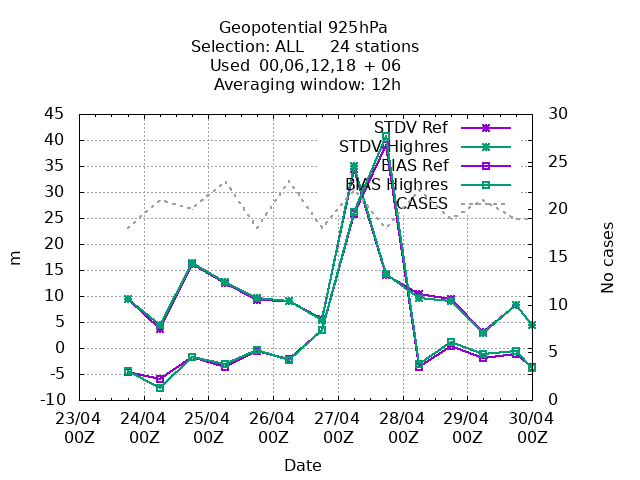 Geopotential 925hPa
Selection: ALL 24 stations
Used 00,06,12,18 + 06
Averaging window: 12h
45
40
35
30
25
20
15
10
5
0
-5
-10
m
30
25
20
15
10
5
0
No cases
STDV Ref
STDV Highres
BIAS Ref
BIAS Highres
CASES
23/04 24/04 25/04 26/04 27/04 28/04 29/04 30/04
00Z 00Z 00Z 00Z 00Z 00Z 00Z 00Z
Date